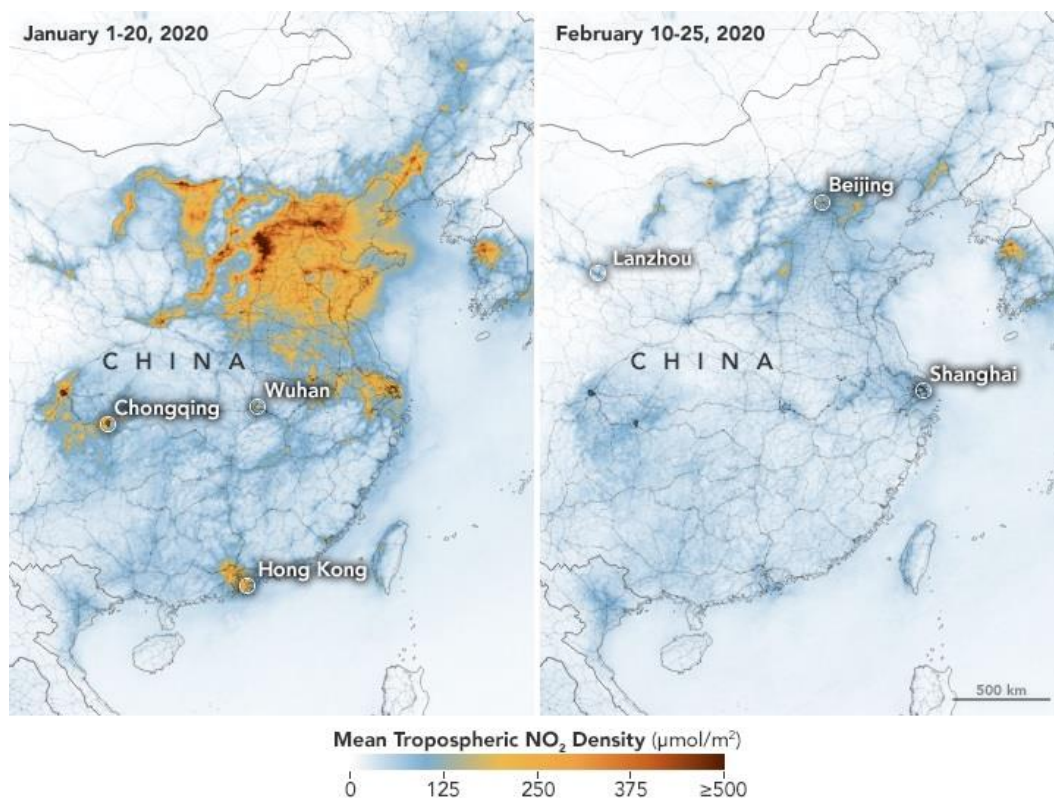 January 1-20, 2020
CHINA
Wuhan
Chongqing
Hong Kong
February 10-25, 2020
Beijing
Lanzhou
CHINA
Shanghai
500 km
Mean Tropospheric NO₂ Density (µmol/m²)
0 125 250 375 ≥500